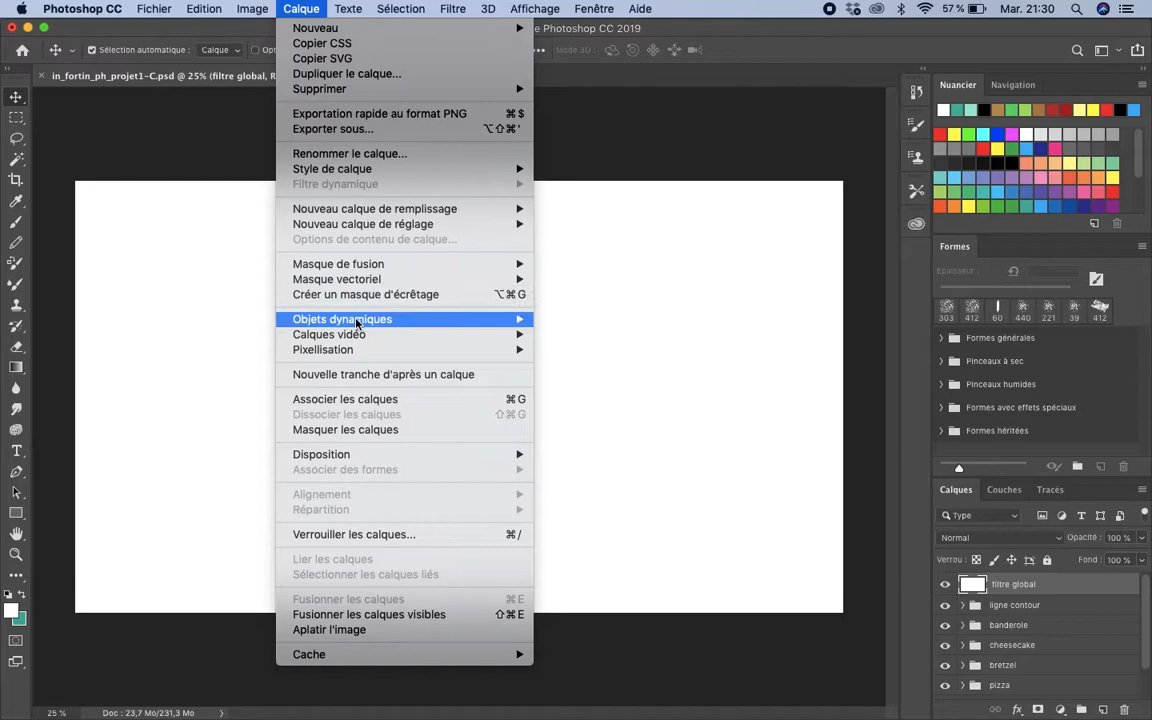 Photoshop CC Fichier Edition Image Calque Texte Sélection Filtre 3D Affichage Fenêtre Aide 57 % Mar. 21:30
e Photoshop CC 2019
Sélection automatique : Calque Mode 3D :
in_fortin_ph_projet1-C.psd @ 25% (filtre global, R
Nouveau
Copier CSS
Copier SVG
Dupliquer le calque...
Supprimer
Exportation rapide au format PNG ⌘$
Exporter sous... ⌥⇧⌘'
Renommer le calque...
Style de calque
Filtre dynamique
Nouveau calque de remplissage
Nouveau calque de réglage
Options de contenu de calque...
Masque de fusion
Masque vectoriel
Créer un masque d'écrêtage ⌥⌘G
Objets dynamiques
Calques vidéo
Pixellisation
Nouvelle tranche d'après un calque
Associer les calques ⌘G
Dissocier les calques ⇧⌘G
Masquer les calques
Disposition
Associer des formes
Alignement
Répartition
Verrouiller les calques... ⌘/
Lier les calques
Sélectionner les calques liés
Fusionner les calques ⌘E
Fusionner les calques visibles ⇧⌘E
Aplatir l'image
Cache
Nuancier Navigation
Formes
Epaisseur :
303 412 60 440 221 39 412
Formes générales
Pinceaux à sec
Pinceaux humides
Formes avec effets spéciaux
Formes héritées
Calques Couches Tracés
Type
Normal Opacité : 100 %
Verrou : Fond : 100 %
filtre global
ligne contour
banderole
cheesecake
bretzel
pizza
25 % Doc : 23,7 Mo/231,3 Mo